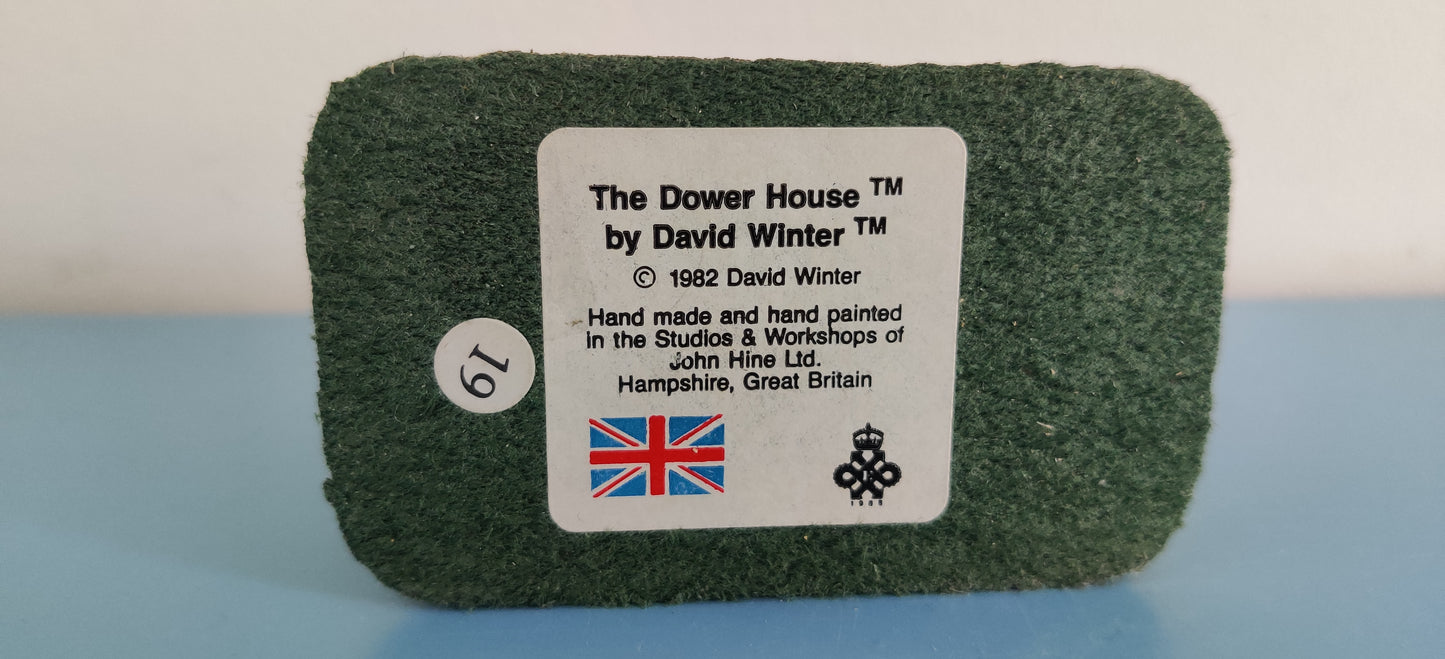 The Dower House ™
by David Winter ™
© 1982 David Winter
Hand made and hand painted
in the Studios & Workshops of
John Hine Ltd.
Hampshire, Great Britain
19